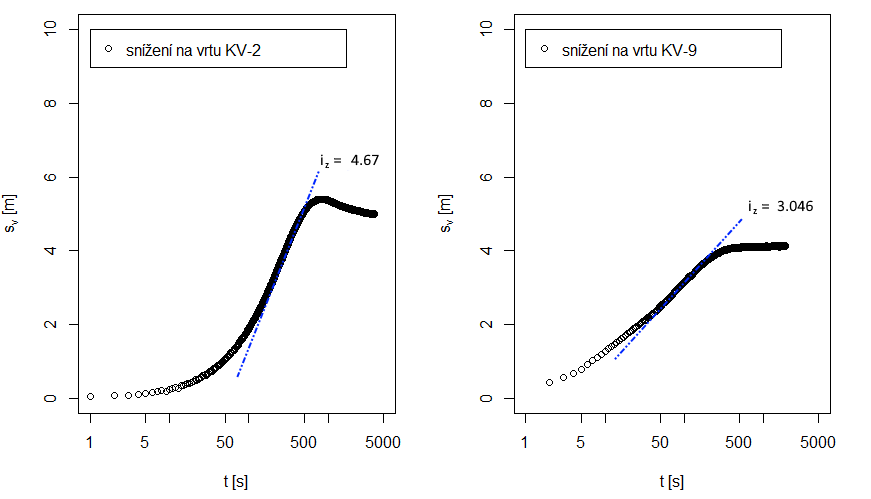 snížení na vrtu KV-2
10
8
6
4
2
0
s_v [m]
i_z = 4.67
1 5 50 500 5000
t [s]
snížení na vrtu KV-9
10
8
6
4
2
0
s_v [m]
i_z = 3.046
1 5 50 500 5000
t [s]